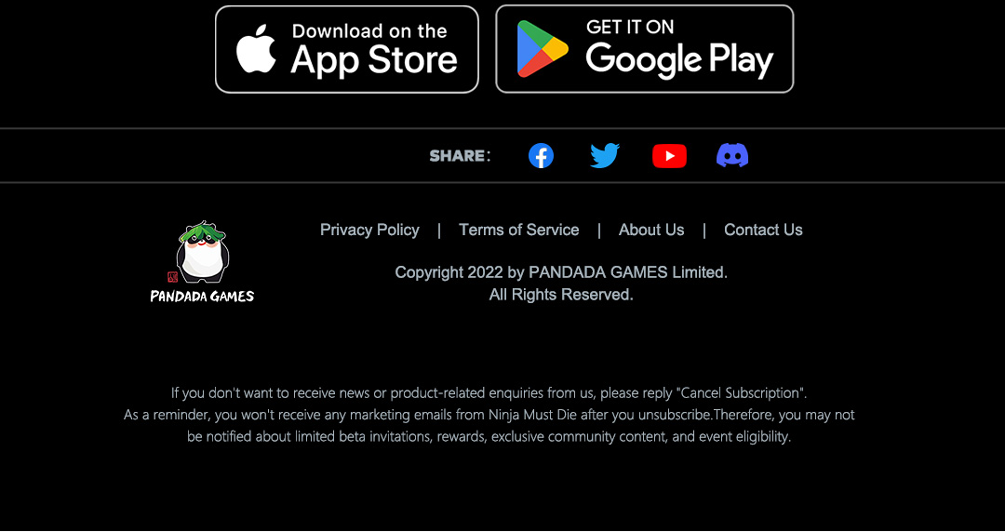 Download on the
App Store
GET IT ON
Google Play
SHARE:
Privacy Policy | Terms of Service | About Us | Contact Us
Copyright 2022 by PANDADA GAMES Limited.
All Rights Reserved.
PANDADA GAMES
If you don't want to receive news or product-related enquiries from us, please reply "Cancel Subscription".
As a reminder, you won't receive any marketing emails from Ninja Must Die after you unsubscribe.Therefore, you may not
be notified about limited beta invitations, rewards, exclusive community content, and event eligibility.